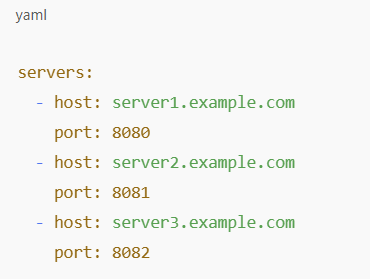 yaml
servers:
  - host: server1.example.com
    port: 8080
  - host: server2.example.com
    port: 8081
  - host: server3.example.com
    port: 8082